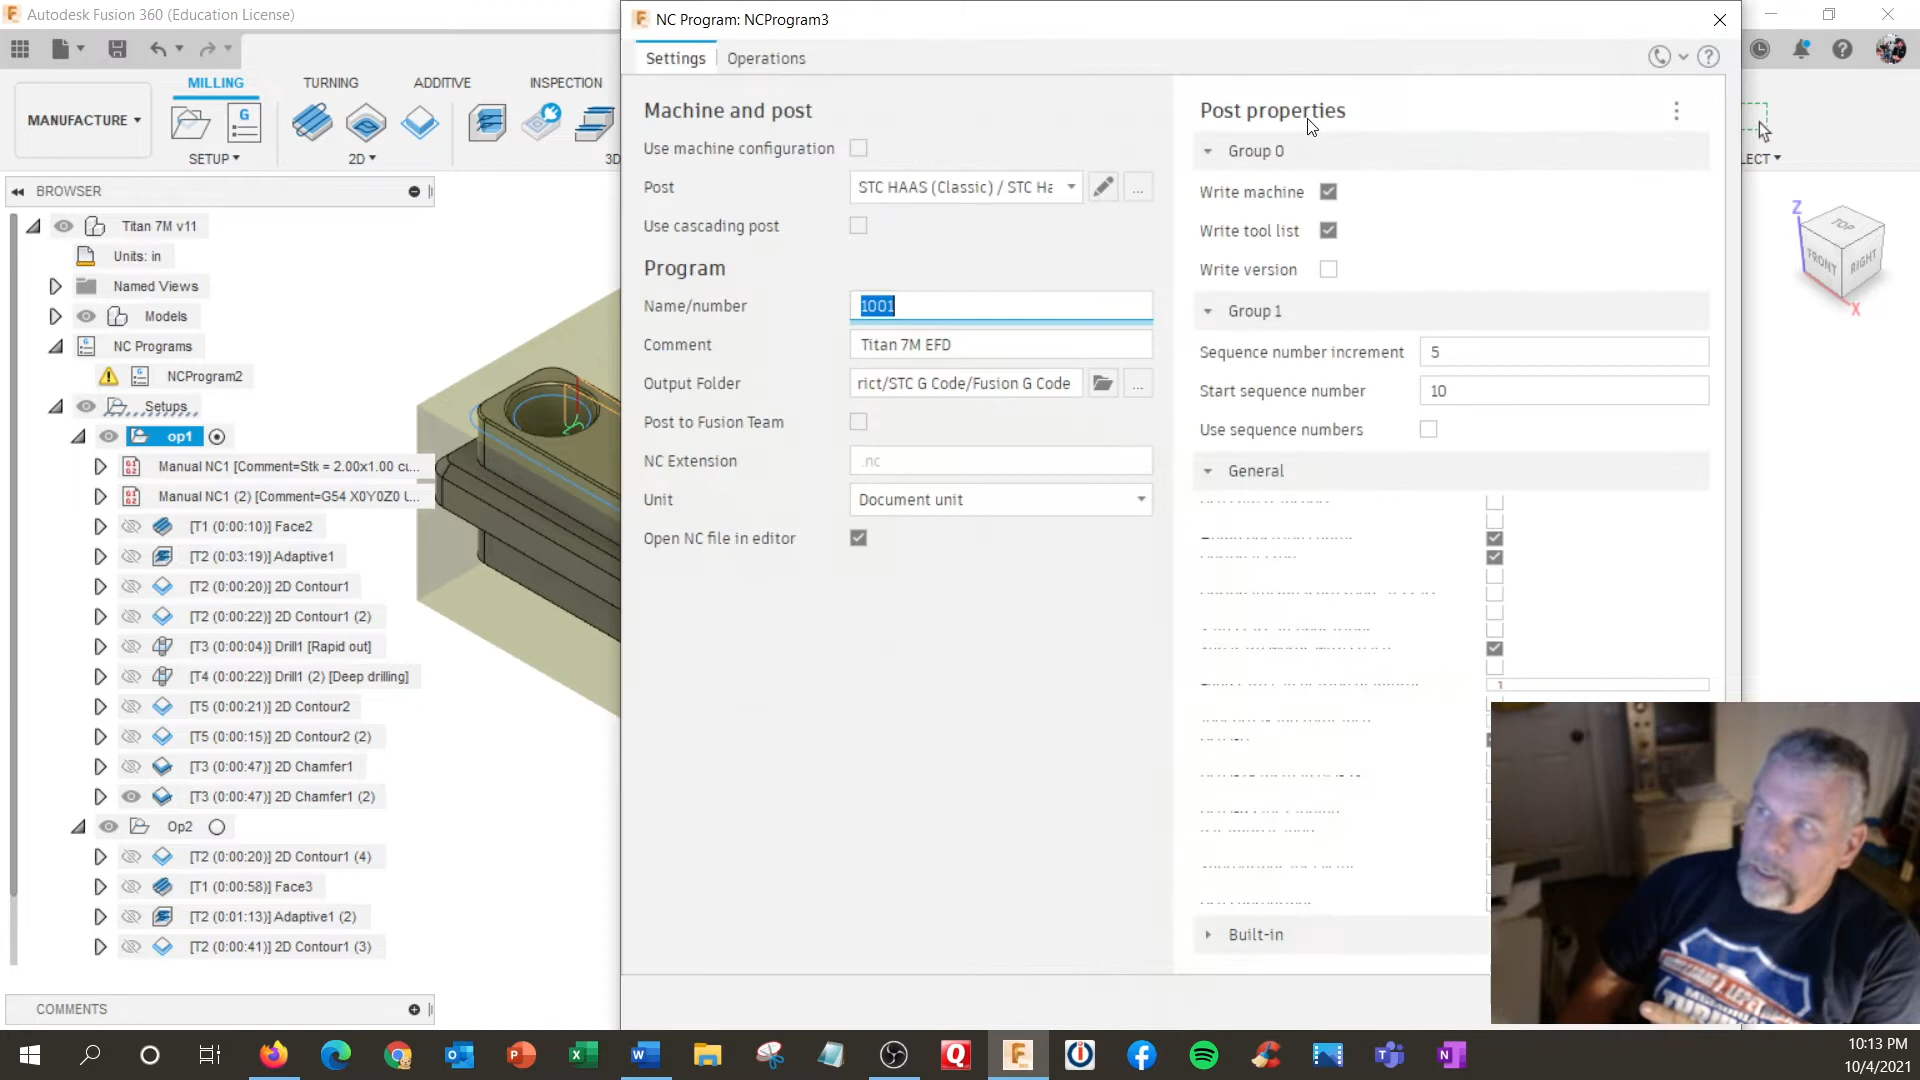 Autodesk Fusion 360 (Education License)
NC Program: NCProgram3
Settings
Operations
MILLING
TURNING
ADDITIVE
INSPECTION
MANUFACTURE
SETUP
2D
3D
LECT
BROWSER
Titan 7M v11
Units: in
Named Views
Models
NC Programs
NCProgram2
Setups
op1
Manual NC1 [Comment=Stk = 2.00x1.00 cu...
Manual NC1 (2) [Comment=G54 X0Y0Z0 L...
[T1 (0:00:10)] Face2
[T2 (0:03:19)] Adaptive1
[T2 (0:00:20)] 2D Contour1
[T2 (0:00:22)] 2D Contour1 (2)
[T3 (0:00:04)] Drill1 [Rapid out]
[T4 (0:00:22)] Drill1 (2) [Deep drilling]
[T5 (0:00:21)] 2D Contour2
[T5 (0:00:15)] 2D Contour2 (2)
[T3 (0:00:47)] 2D Chamfer1
[T3 (0:00:47)] 2D Chamfer1 (2)
Op2
[T2 (0:00:20)] 2D Contour1 (4)
[T1 (0:00:58)] Face3
[T2 (0:01:13)] Adaptive1 (2)
[T2 (0:00:41)] 2D Contour1 (3)
COMMENTS
Machine and post
Use machine configuration
Post
STC HAAS (Classic) / STC Ha
...
Use cascading post
Program
Name/number
1001
Comment
Titan 7M EFD
Output Folder
rict/STC G Code/Fusion G Code
...
Post to Fusion Team
NC Extension
.nc
Unit
Document unit
Open NC file in editor
Post properties
Group 0
Write machine
Write tool list
Write version
Group 1
Sequence number increment
5
Start sequence number
10
Use sequence numbers
General
Built-in
Z
TOP
FRONT
RIGHT
X
10:13 PM
10/4/2021